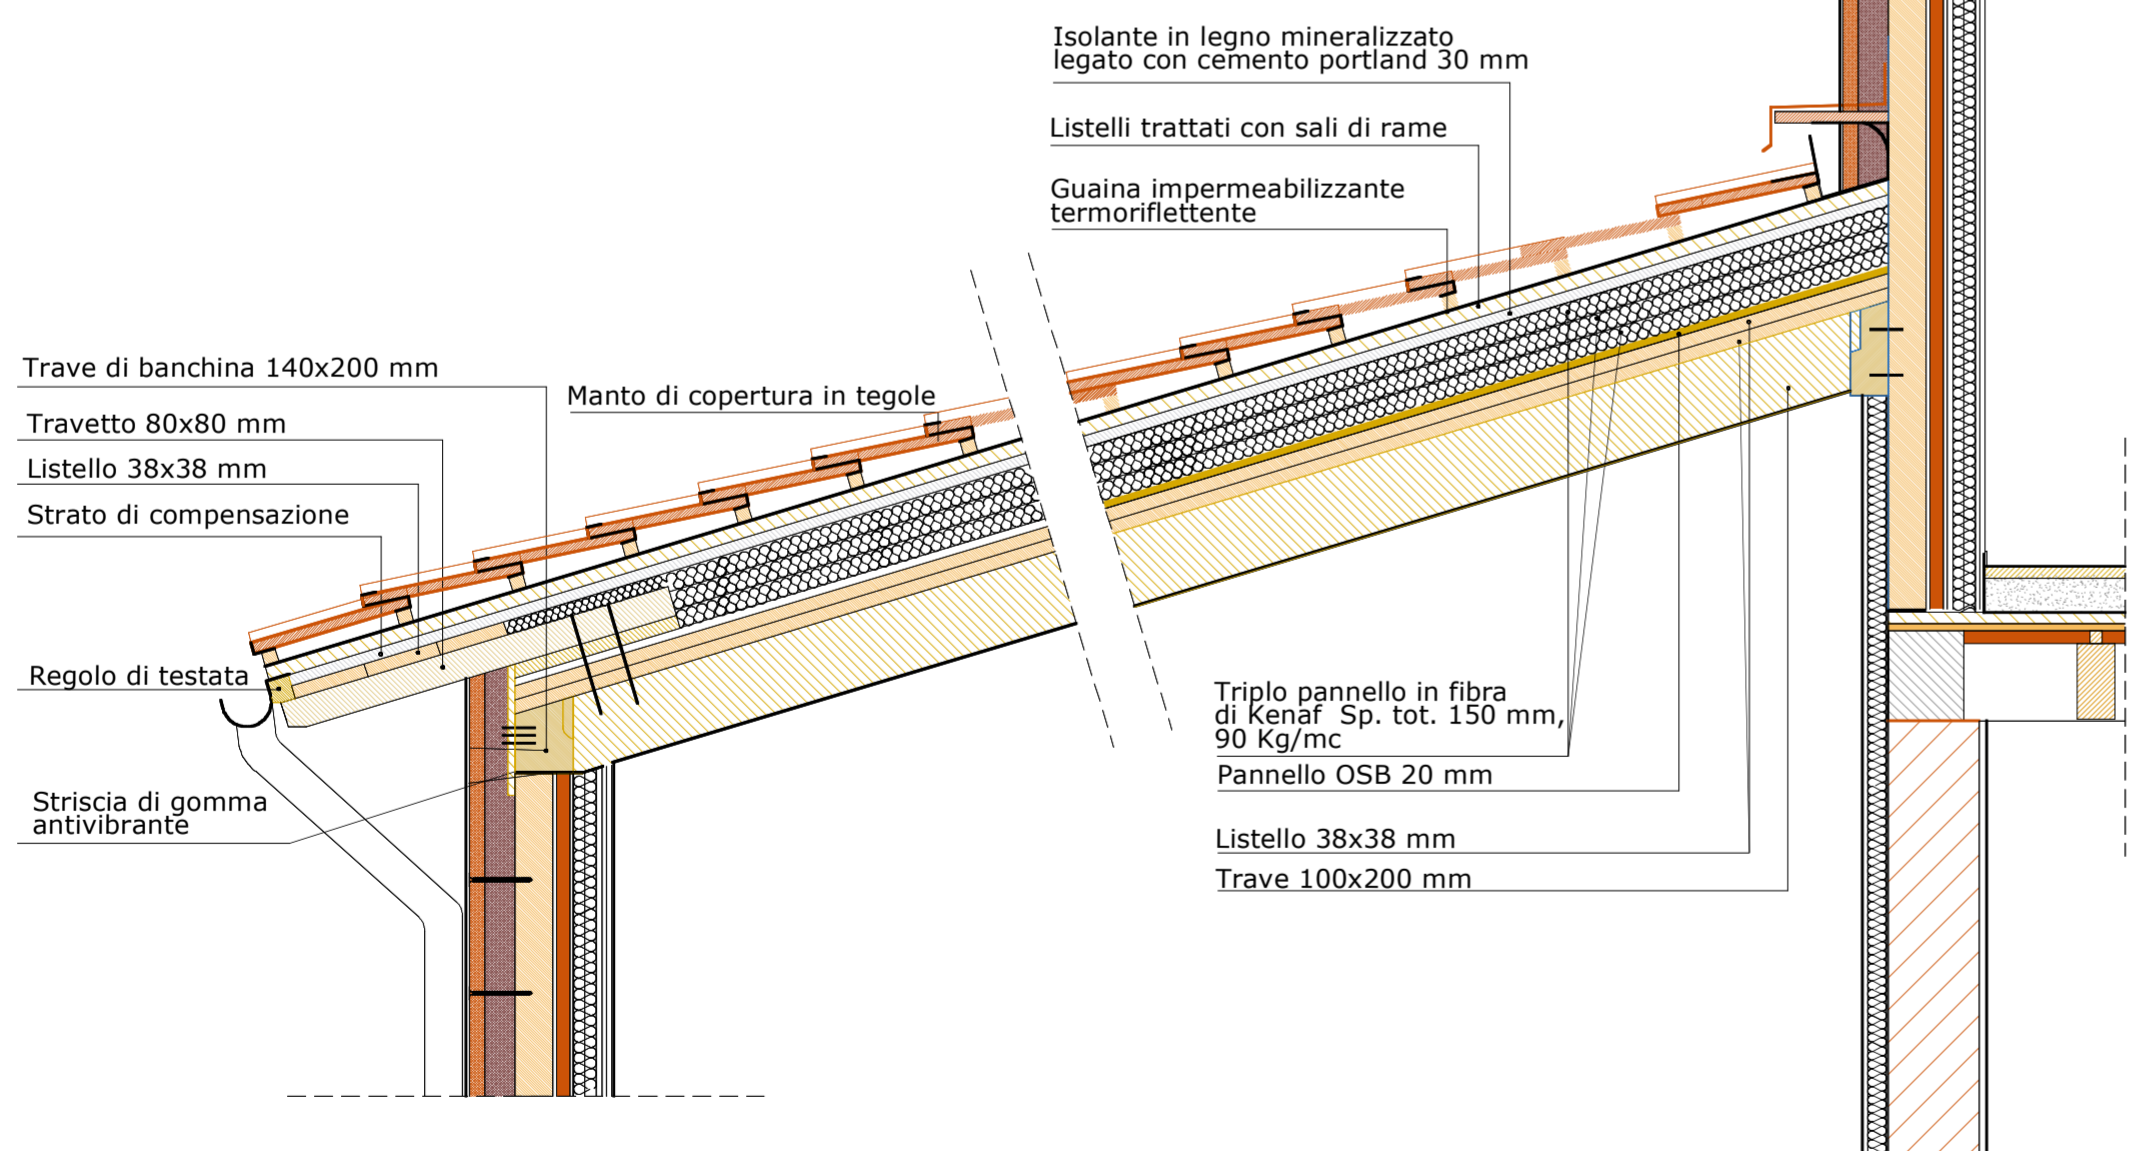 Isolante in legno mineralizzato
legato con cemento portland 30 mm
Listelli trattati con sali di rame
Guaina impermeabilizzante
termoriflettente
Trave di banchina 140x200 mm
Manto di copertura in tegole
Travetto 80x80 mm
Listello 38x38 mm
Strato di compensazione
Regolo di testata
Striscia di gomma
antivibrante
Triplo pannello in fibra
di Kenaf Sp. tot. 150 mm,
90 Kg/mc
Pannello OSB 20 mm
Listello 38x38 mm
Trave 100x200 mm